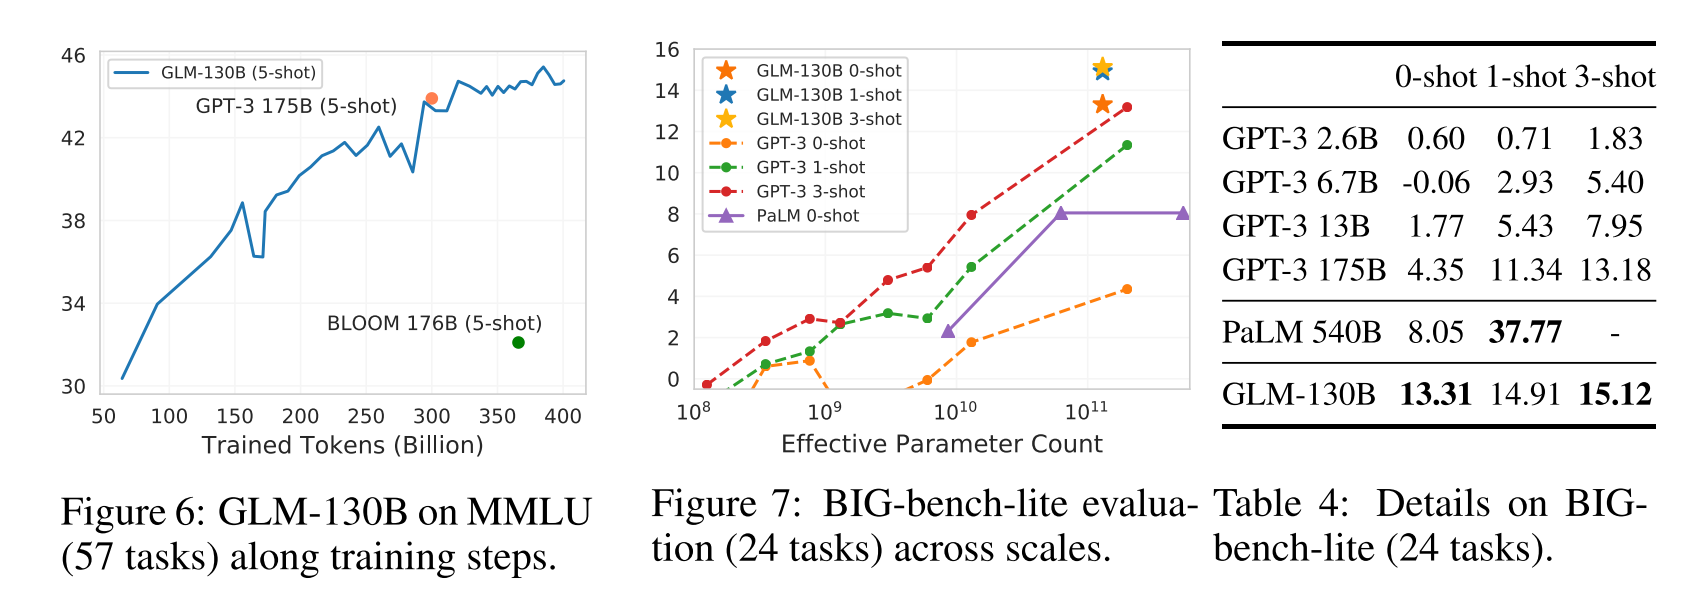 46
42
38
34
30
GLM-130B (5-shot)
GPT-3 175B (5-shot)
BLOOM 176B (5-shot)
50 100 150 200 250 300 350 400
Trained Tokens (Billion)
Figure 6: GLM-130B on MMLU
(57 tasks) along training steps.
16
14
12
10
8
6
4
2
0
GLM-130B 0-shot
GLM-130B 1-shot
GLM-130B 3-shot
GPT-3 0-shot
GPT-3 1-shot
GPT-3 3-shot
PaLM 0-shot
10⁸ 10⁹ 10¹⁰ 10¹¹
Effective Parameter Count
Figure 7: BIG-bench-lite evalua-
tion (24 tasks) across scales.
0-shot 1-shot 3-shot
GPT-3 2.6B 0.60 0.71 1.83
GPT-3 6.7B -0.06 2.93 5.40
GPT-3 13B 1.77 5.43 7.95
GPT-3 175B 4.35 11.34 13.18
PaLM 540B 8.05 37.77 -
GLM-130B 13.31 14.91 15.12
Table 4: Details on BIG-
bench-lite (24 tasks).